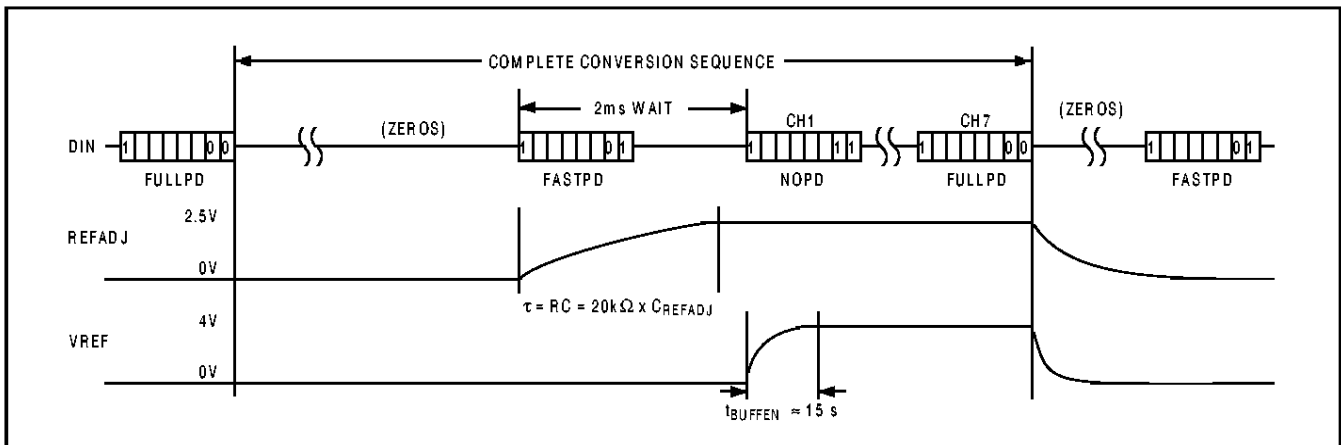 COMPLETE CONVERSION SEQUENCE
2ms WAIT
(ZEROS)
CH1
CH7
(ZEROS)
DIN
1 0 0
1 0 1
1 1 1
1 0 0
1 0 1
FULLPD
FASTPD
NOPD
FULLPD
FASTPD
2.5V
REFADJ
0V
τ = RC = 20kΩ x CREFADJ
4V
VREF
0V
tBUFFEN ≈ 15 s